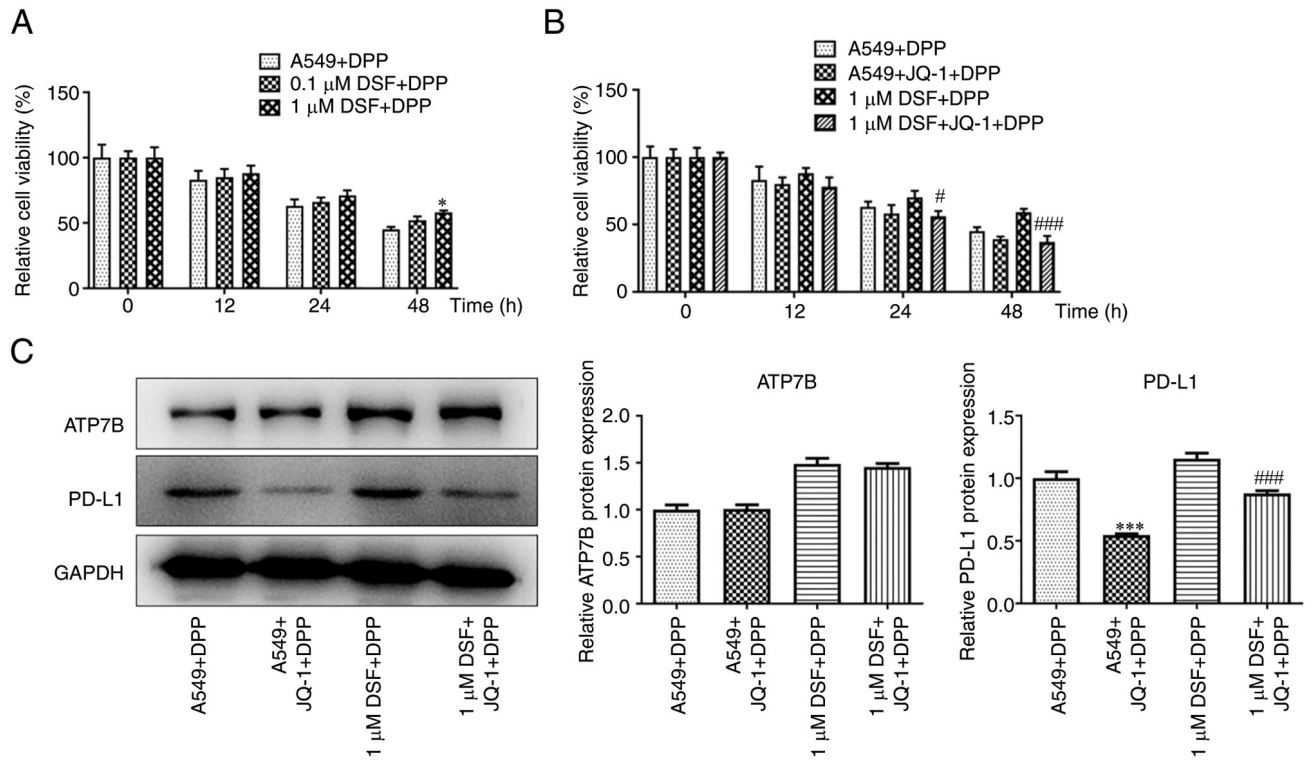 A
A549+DPP
0.1 µM DSF+DPP
1 µM DSF+DPP
Relative cell viability (%)
150
100
50
0
0
12
24
48
Time (h)
*
B
A549+DPP
A549+JQ-1+DPP
1 µM DSF+DPP
1 µM DSF+JQ-1+DPP
Relative cell viability (%)
150
100
50
0
0
12
24
48
Time (h)
#
###
C
ATP7B
PD-L1
GAPDH
A549+DPP
A549+
JQ-1+DPP
1 µM DSF+DPP
1 µM DSF+
JQ-1+DPP
ATP7B
Relative ATP7B protein expression
2.0
1.5
1.0
0.5
0.0
A549+DPP
A549+
JQ-1+DPP
1 µM DSF+DPP
1 µM DSF+
JQ-1+DPP
PD-L1
Relative PD-L1 protein expression
1.5
1.0
0.5
0.0
***
###
A549+DPP
A549+
JQ-1+DPP
1 µM DSF+DPP
1 µM DSF+
JQ-1+DPP